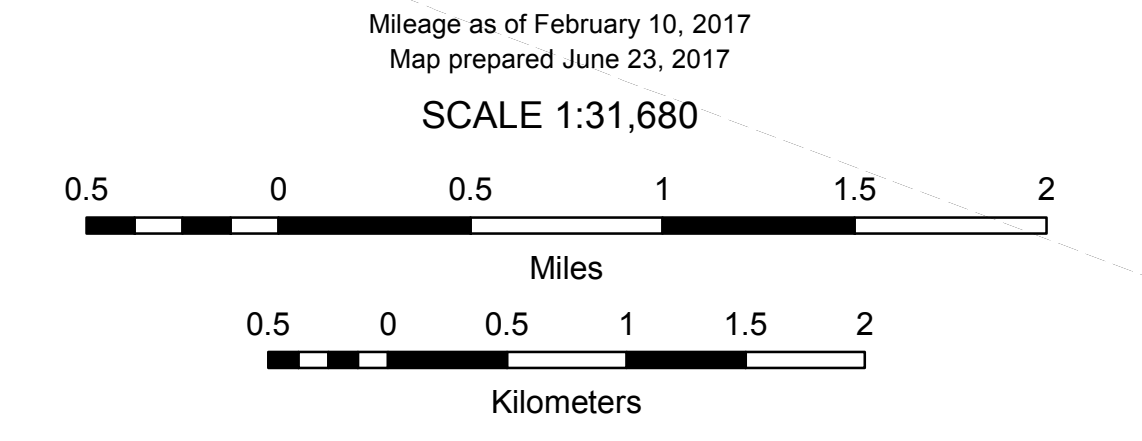 Mileage as of February 10, 2017
Map prepared June 23, 2017
SCALE 1:31,680
0.5 0 0.5 1 1.5 2
Miles
0.5 0 0.5 1 1.5 2
Kilometers